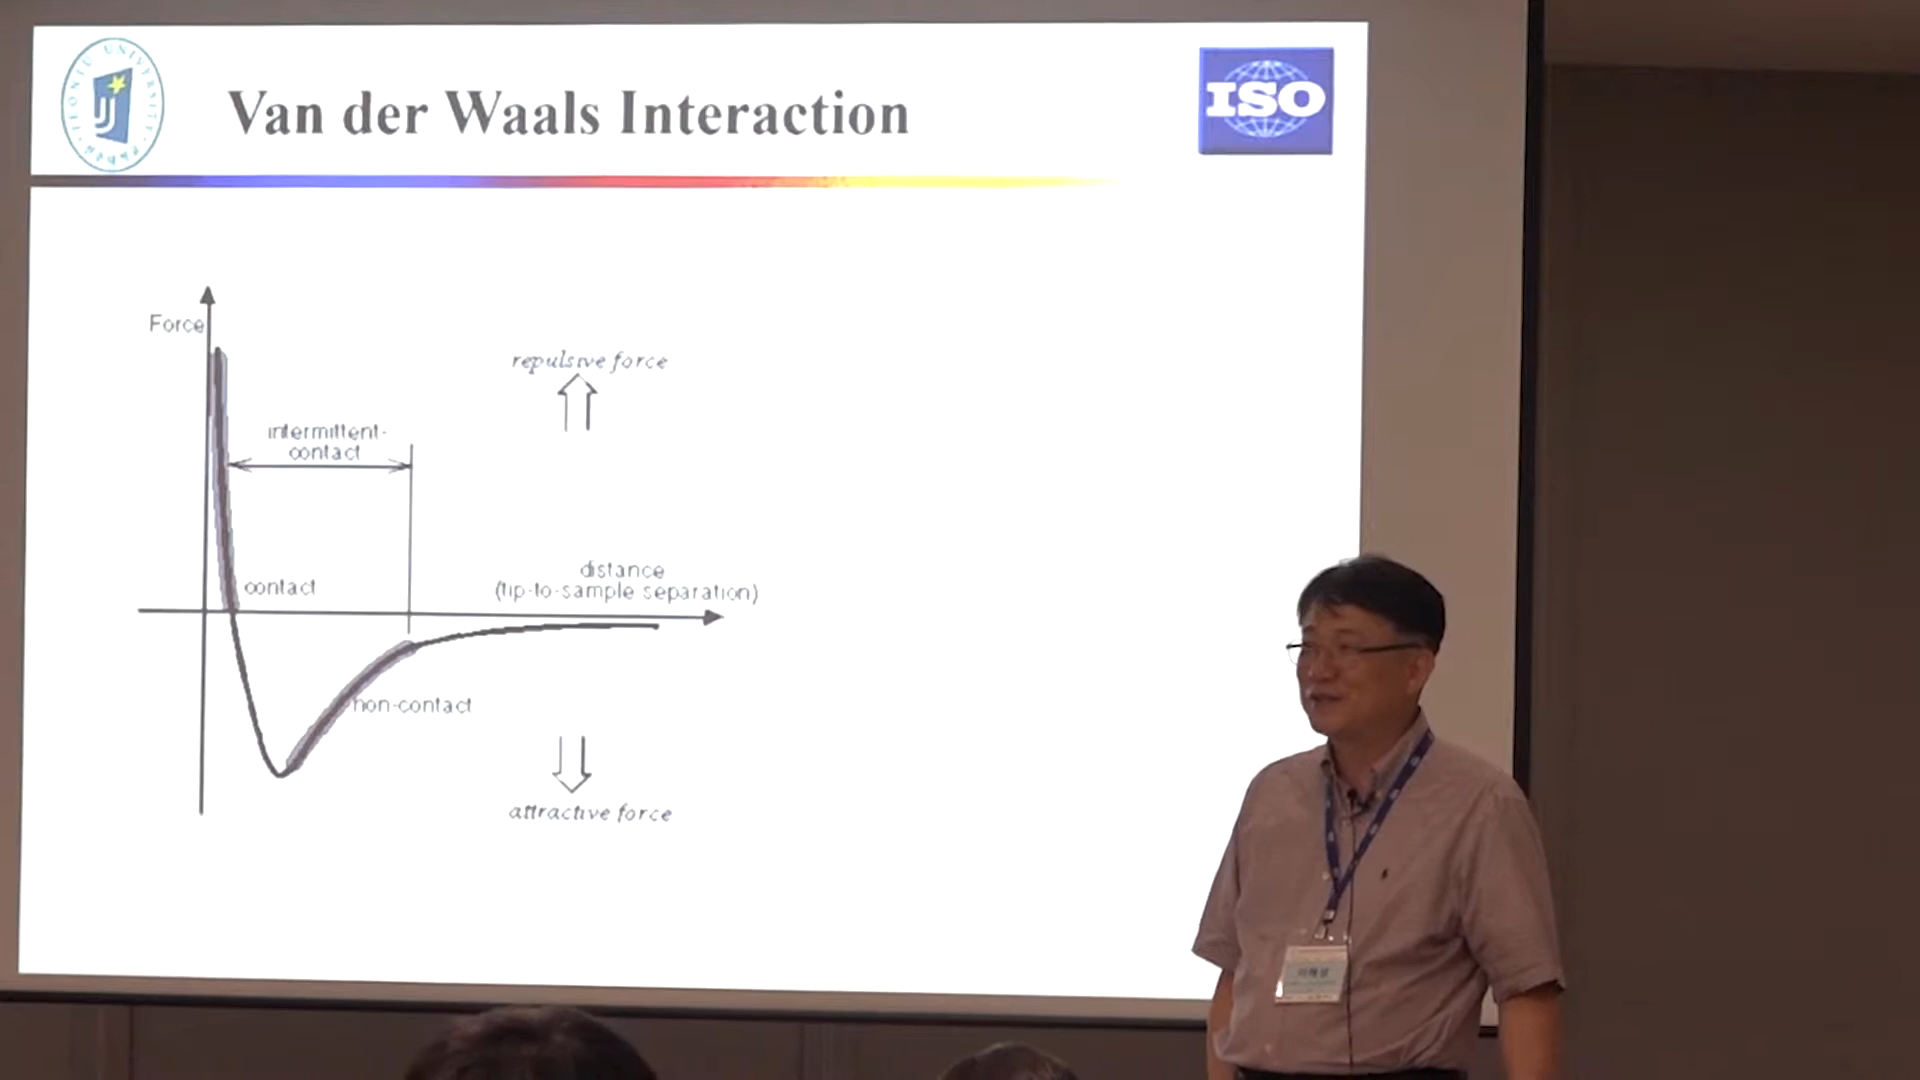 Van der Waals Interaction
ISO
Force
repulsive force
intermittent-
contact
distance
(tip-to-sample separation)
contact
non-contact
attractive force